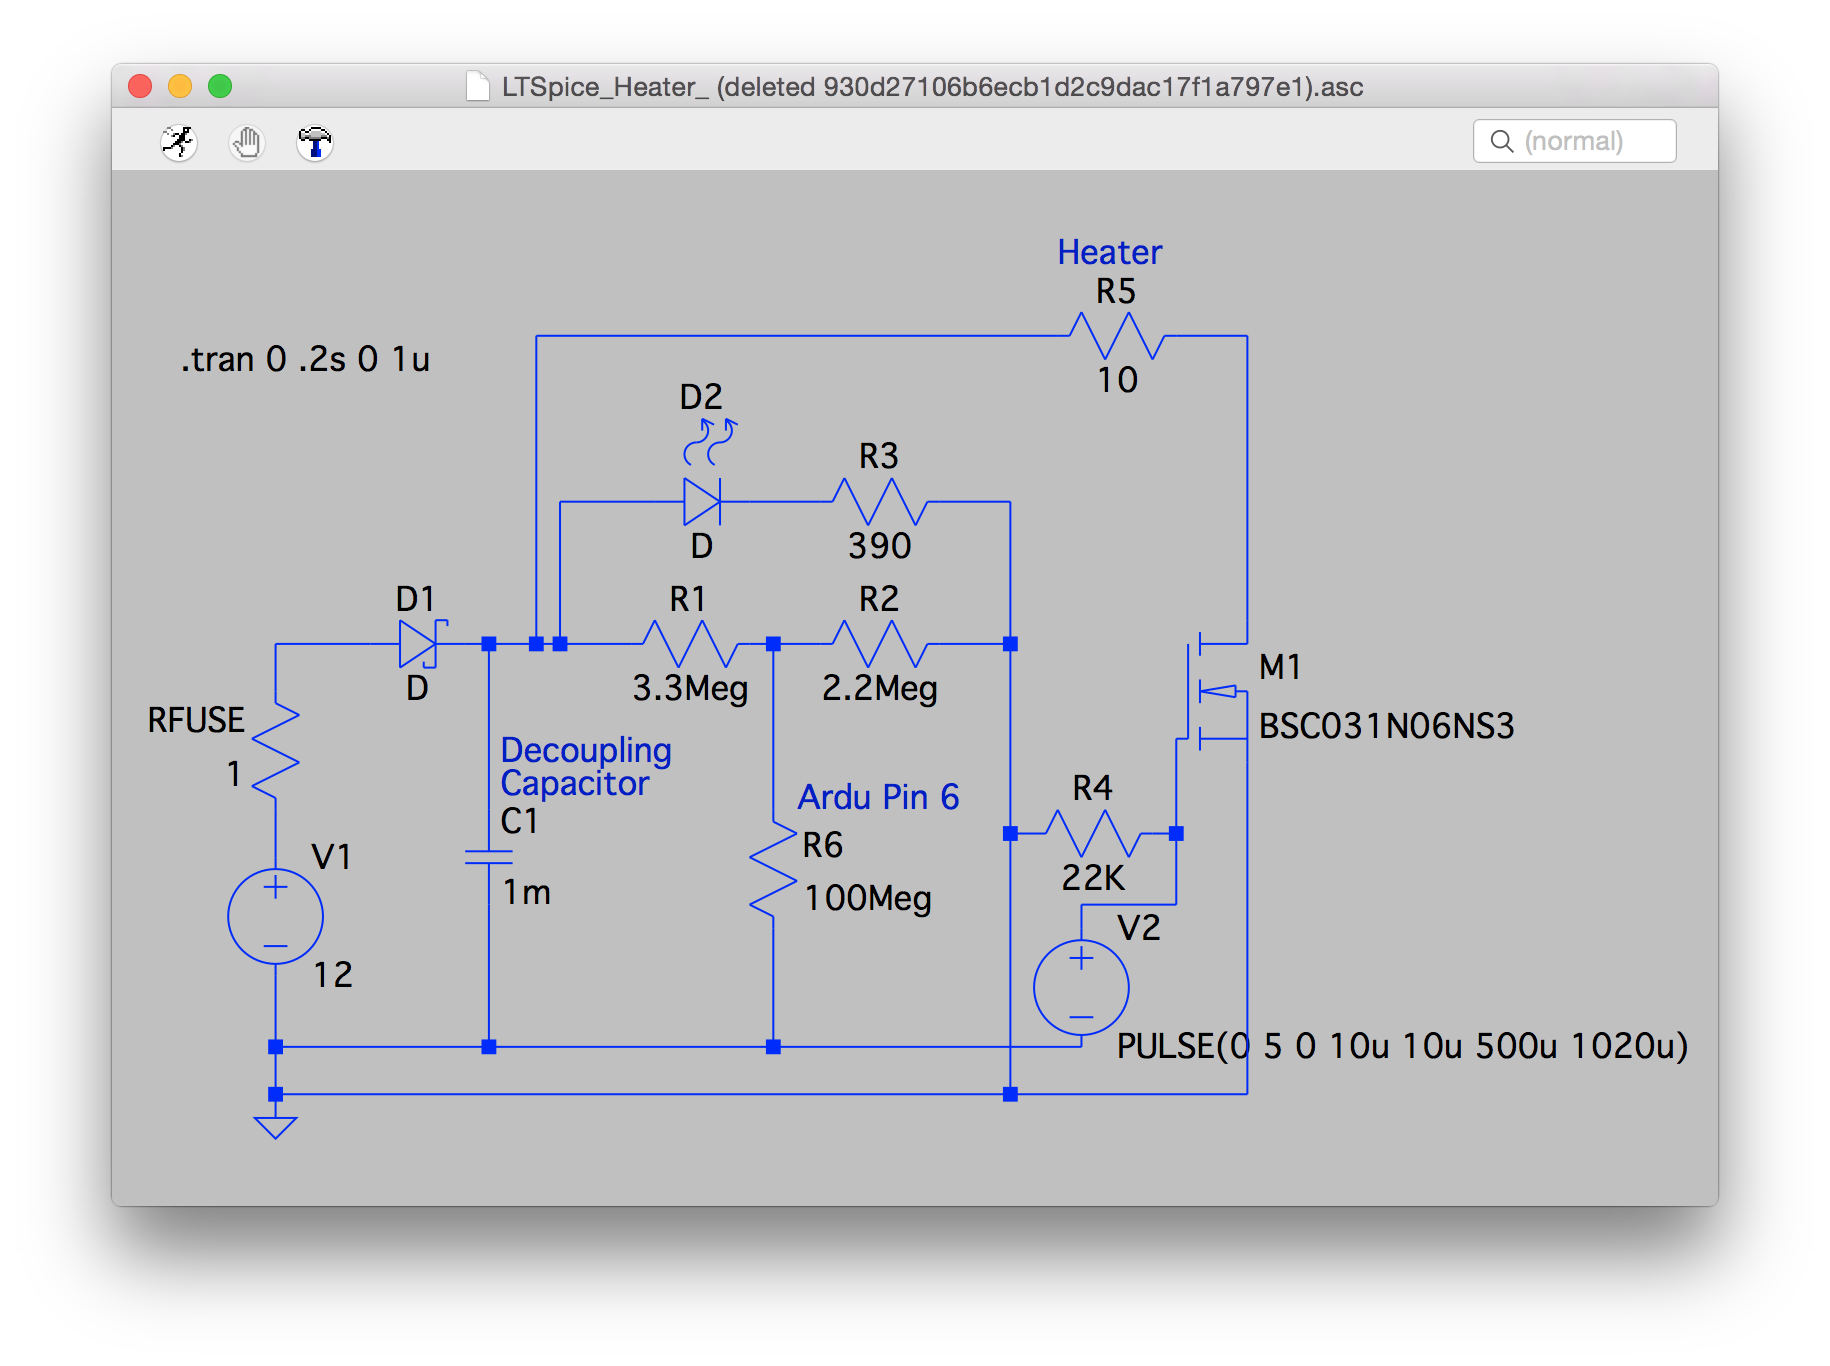 LTSpice_Heater_ (deleted 930d27106b6ecb1d2c9dac17f1a797e1).asc
(normal)
Heater
R5
10
.tran 0 .2s 0 1u
D2
D
R3
390
D1
D
R1
3.3Meg
R2
2.2Meg
M1
BSC031N06NS3
RFUSE
1
Decoupling
Capacitor
C1
1m
Ardu Pin 6
R6
100Meg
R4
22K
V1
12
V2
PULSE(0 5 0 10u 10u 500u 1020u)